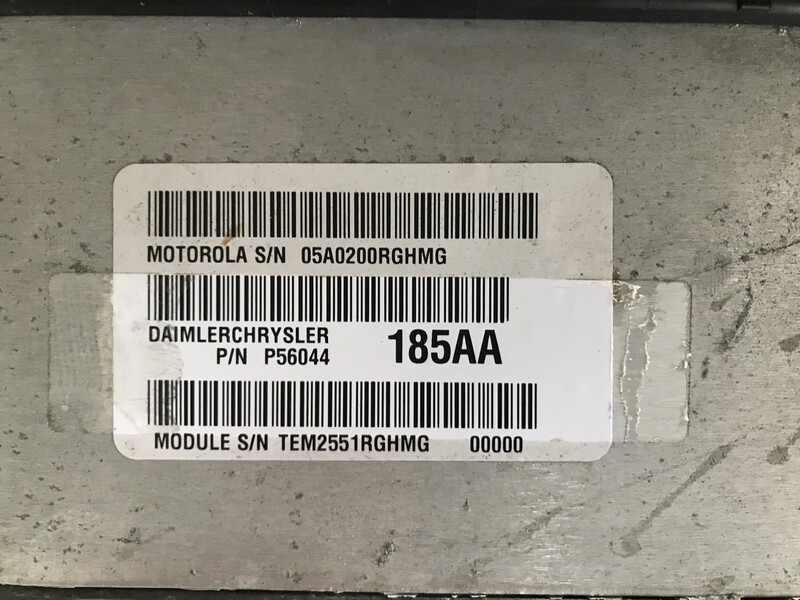 MOTOROLA S/N 05A0200RGHMG
DAIMLERCHRYSLER
P/N P56044 185AA
MODULE S/N TEM2551RGHMG 00000